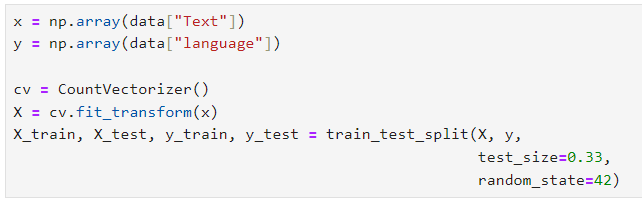 x = np.array(data["Text"])
y = np.array(data["language"])
cv = CountVectorizer()
X = cv.fit_transform(x)
X_train, X_test, y_train, y_test = train_test_split(X, y,
test_size=0.33,
random_state=42)